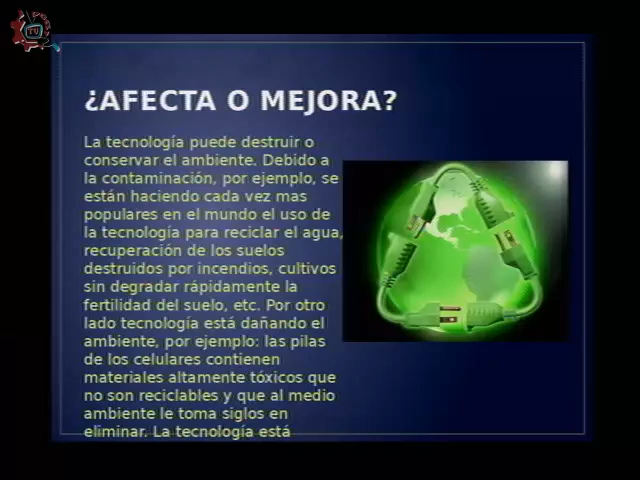 TV
¿AFECTA O MEJORA?
La tecnología puede destruir o
conservar el ambiente. Debido a
la contaminación, por ejemplo, se
están haciendo cada vez mas
populares en el mundo el uso de
la tecnología para reciclar el agua,
recuperación de los suelos
destruidos por incendios, cultivos
sin degradar rápidamente la
fertilidad del suelo, etc. Por otro
lado tecnología está dañando el
ambiente, por ejemplo: las pilas
de los celulares contienen
materiales altamente tóxicos que
no son reciclables y que al medio
ambiente le toma siglos en
eliminar. La tecnología está